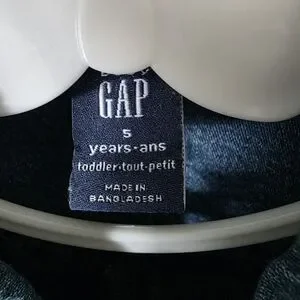 GAP
5
years·ans
toddler·tout-petit
MADE IN
BANGLADESH